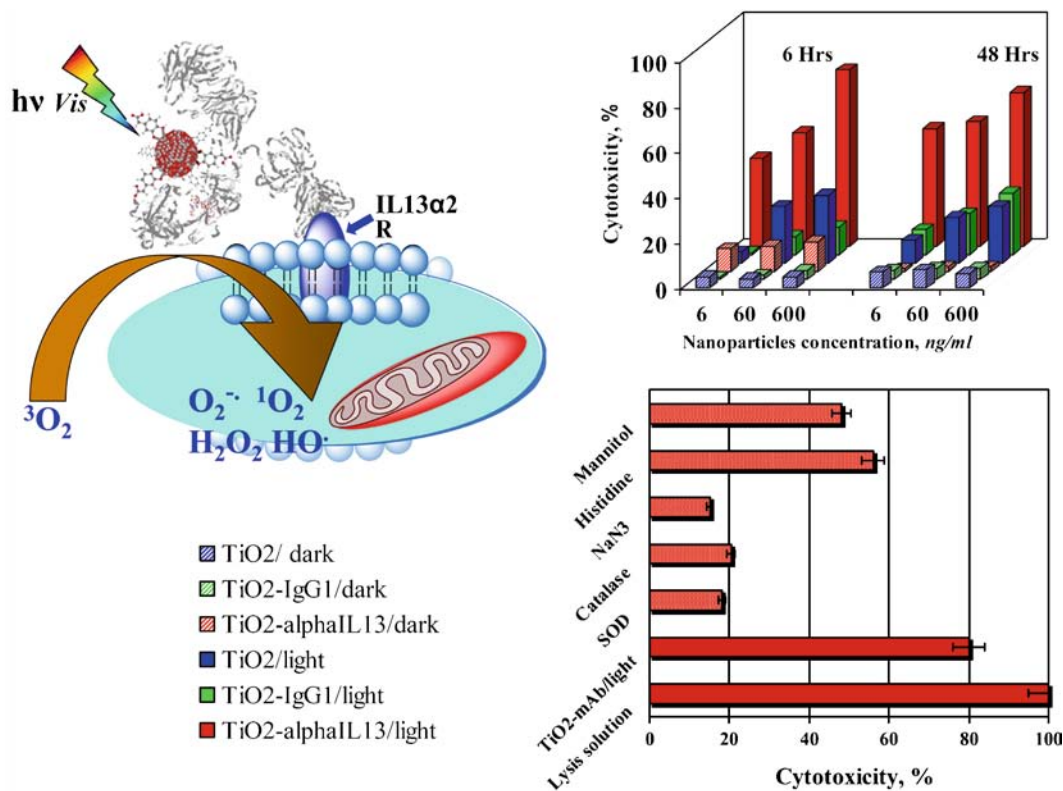 hν Vis
IL13α2
R
³O₂
O₂⁻· ¹O₂
H₂O₂ HO·
TiO2/ dark
TiO2-IgG1/dark
TiO2-alphaIL13/dark
TiO2/light
TiO2-IgG1/light
TiO2-alphaIL13/light
6 Hrs
48 Hrs
Cytotoxicity, %
100
80
60
40
20
0
6 60 600 6 60 600
Nanoparticles concentration, ng/ml
Mannitol
Histidine
NaN3
Catalase
SOD
TiO2-mAb/light
Lysis solution
0 20 40 60 80 100
Cytotoxicity, %